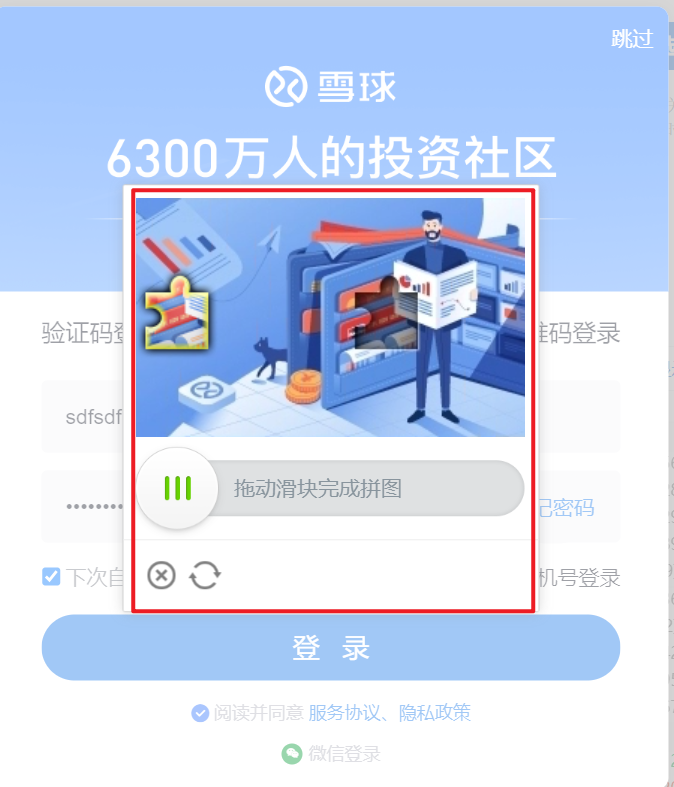 跳过
雪球
6300万人的投资社区
验证码登
维码登录
sdfsdf
拖动滑块完成拼图
记密码
下次自
机号登录
登 录
阅读并同意 服务协议、隐私政策
微信登录